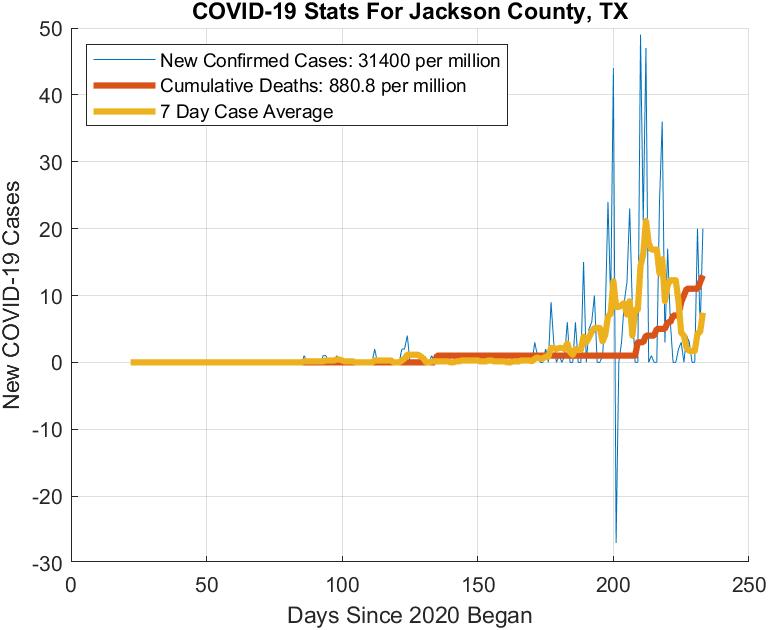 COVID-19 Stats For Jackson County, TX
New Confirmed Cases: 31400 per million
Cumulative Deaths: 880.8 per million
7 Day Case Average
New COVID-19 Cases
50
40
30
20
10
0
-10
-20
-30
0 50 100 150 200 250
Days Since 2020 Began